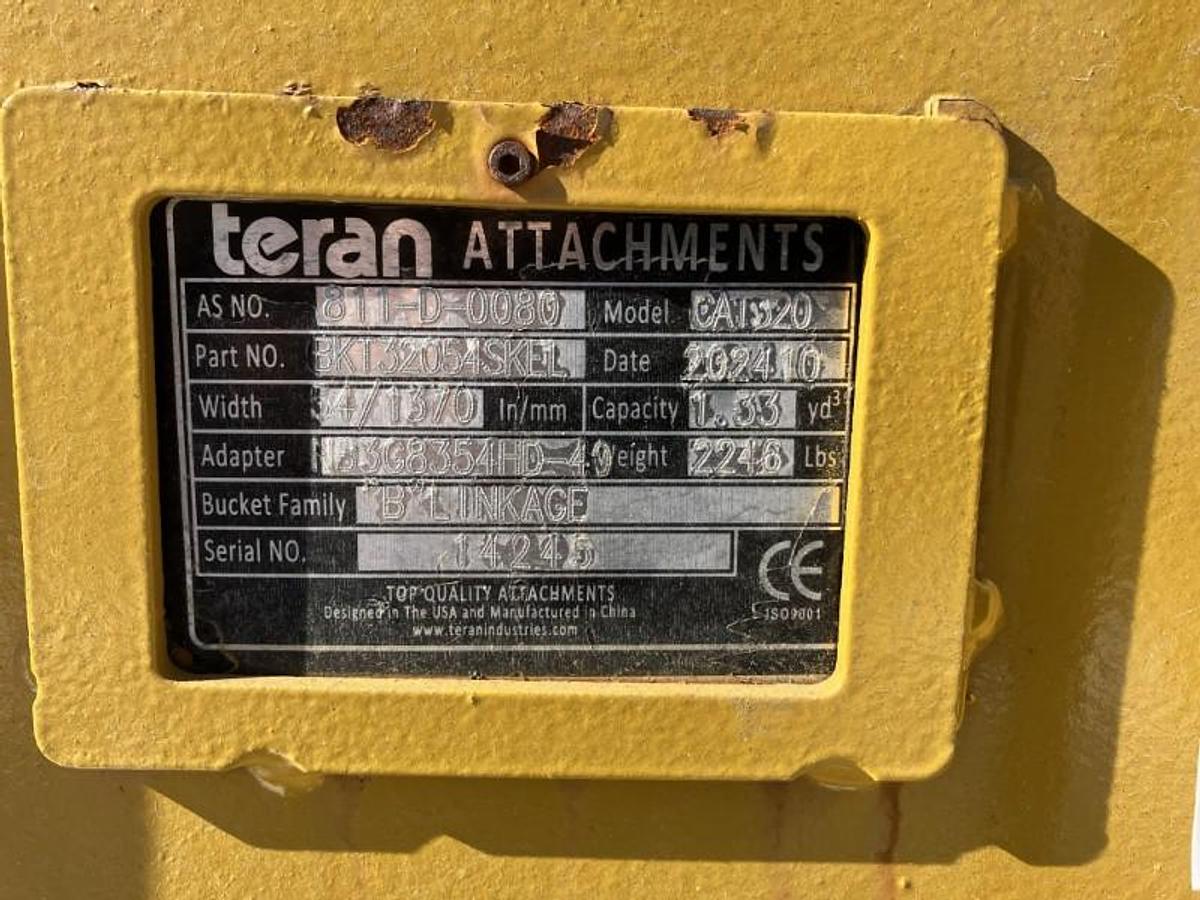 teran ATTACHMENTS
AS NO. 811-D-0080 Model CAT320
Part NO. BKT32054SKEL Date 202410
Width 54/1370 In/mm Capacity 1.33 yd³
Adapter 3G8354HD-40 Weight 2246 Lbs
Bucket Family "B" LINKAGE
Serial NO. 14245
CE
TOP QUALITY ATTACHMENTS
Designed in The USA and Manufactured in China
ISO9001
www.teranindustries.com